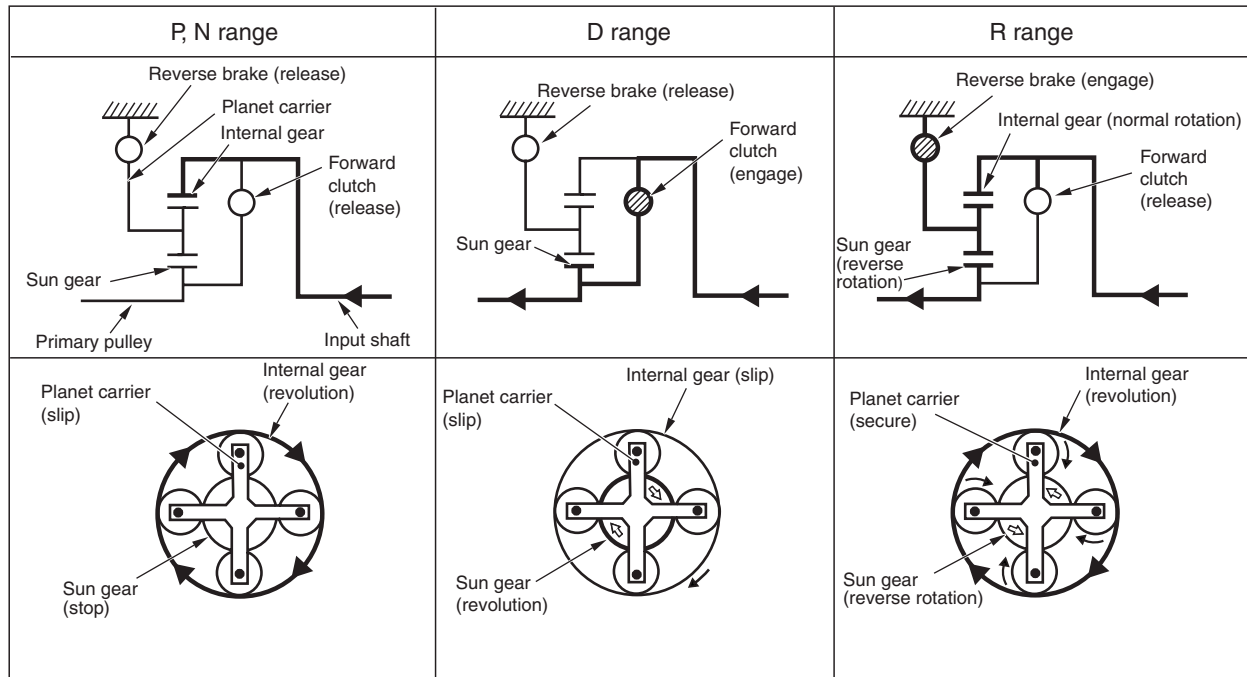 P, N range
D range
R range
Reverse brake (release)
Planet carrier
Internal gear
Forward
clutch
(release)
Sun gear
Primary pulley
Input shaft
Reverse brake (release)
Forward
clutch
(engage)
Sun gear
Reverse brake (engage)
Internal gear (normal rotation)
Forward
clutch
(release)
Sun gear
(reverse
rotation)
Internal gear
(revolution)
Planet carrier
(slip)
Sun gear
(stop)
Internal gear (slip)
Planet carrier
(slip)
Sun gear
(revolution)
Internal gear
(revolution)
Planet carrier
(secure)
Sun gear
(reverse rotation)